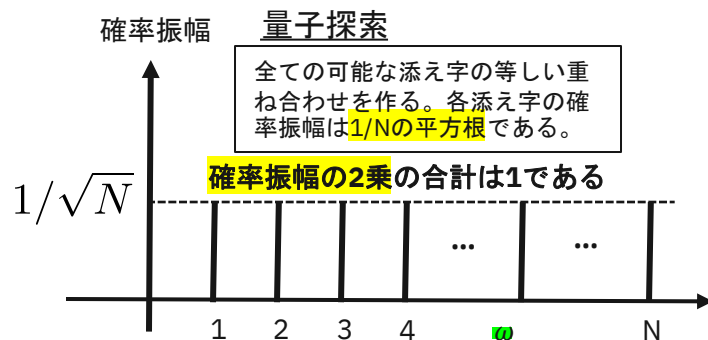 確率振幅
量子探索
全ての可能な添え字の等しい重
ね合わせを作る。各添え字の確
率振幅は1/Nの平方根である。
確率振幅の2乗の合計は1である
1/√N
... ...
1 2 3 4 ω N